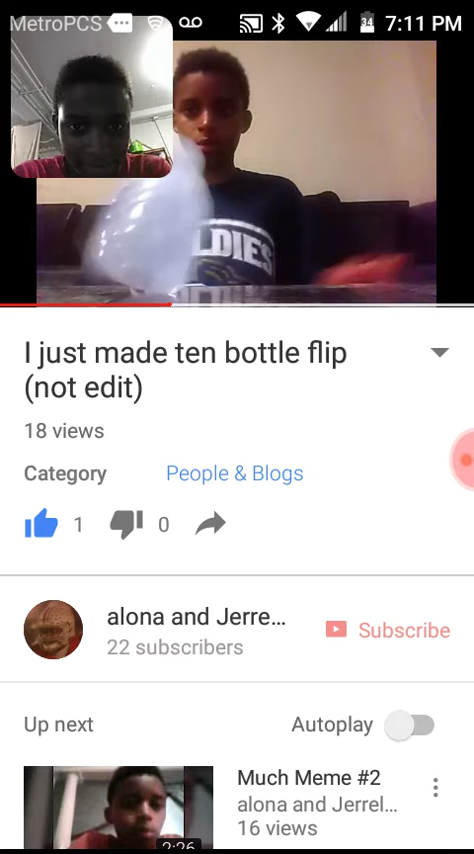 MetroPCS
34 7:11 PM
LDIES
I just made ten bottle flip
(not edit)
18 views
Category People & Blogs
1 0
alona and Jerre...
22 subscribers
Subscribe
Up next Autoplay
Much Meme #2
alona and Jerrel...
16 views
2:26